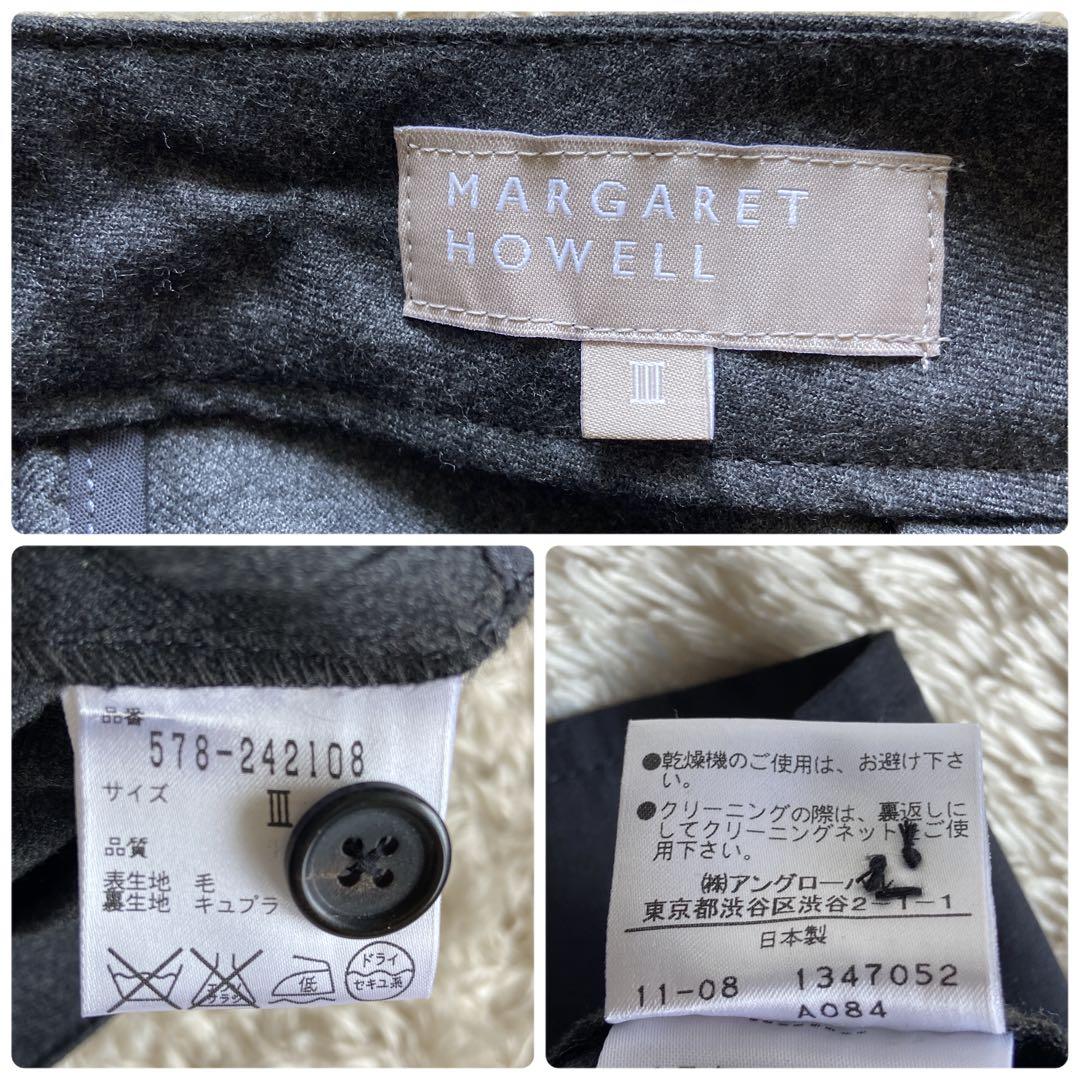 MARGARET
HOWELL
III
品番
578-242108
サイズ
III
品質
表生地 毛
裏生地 キュプラ
低
ドライ
セキユ系
●乾燥機のご使用は、お避け下さ
い。
●クリーニングの際は、裏返しに
してクリーニングネットをご使
用下さい。
㈱アングローバル
東京都渋谷区渋谷2-1-1
日本製
11-08 1347052
A084